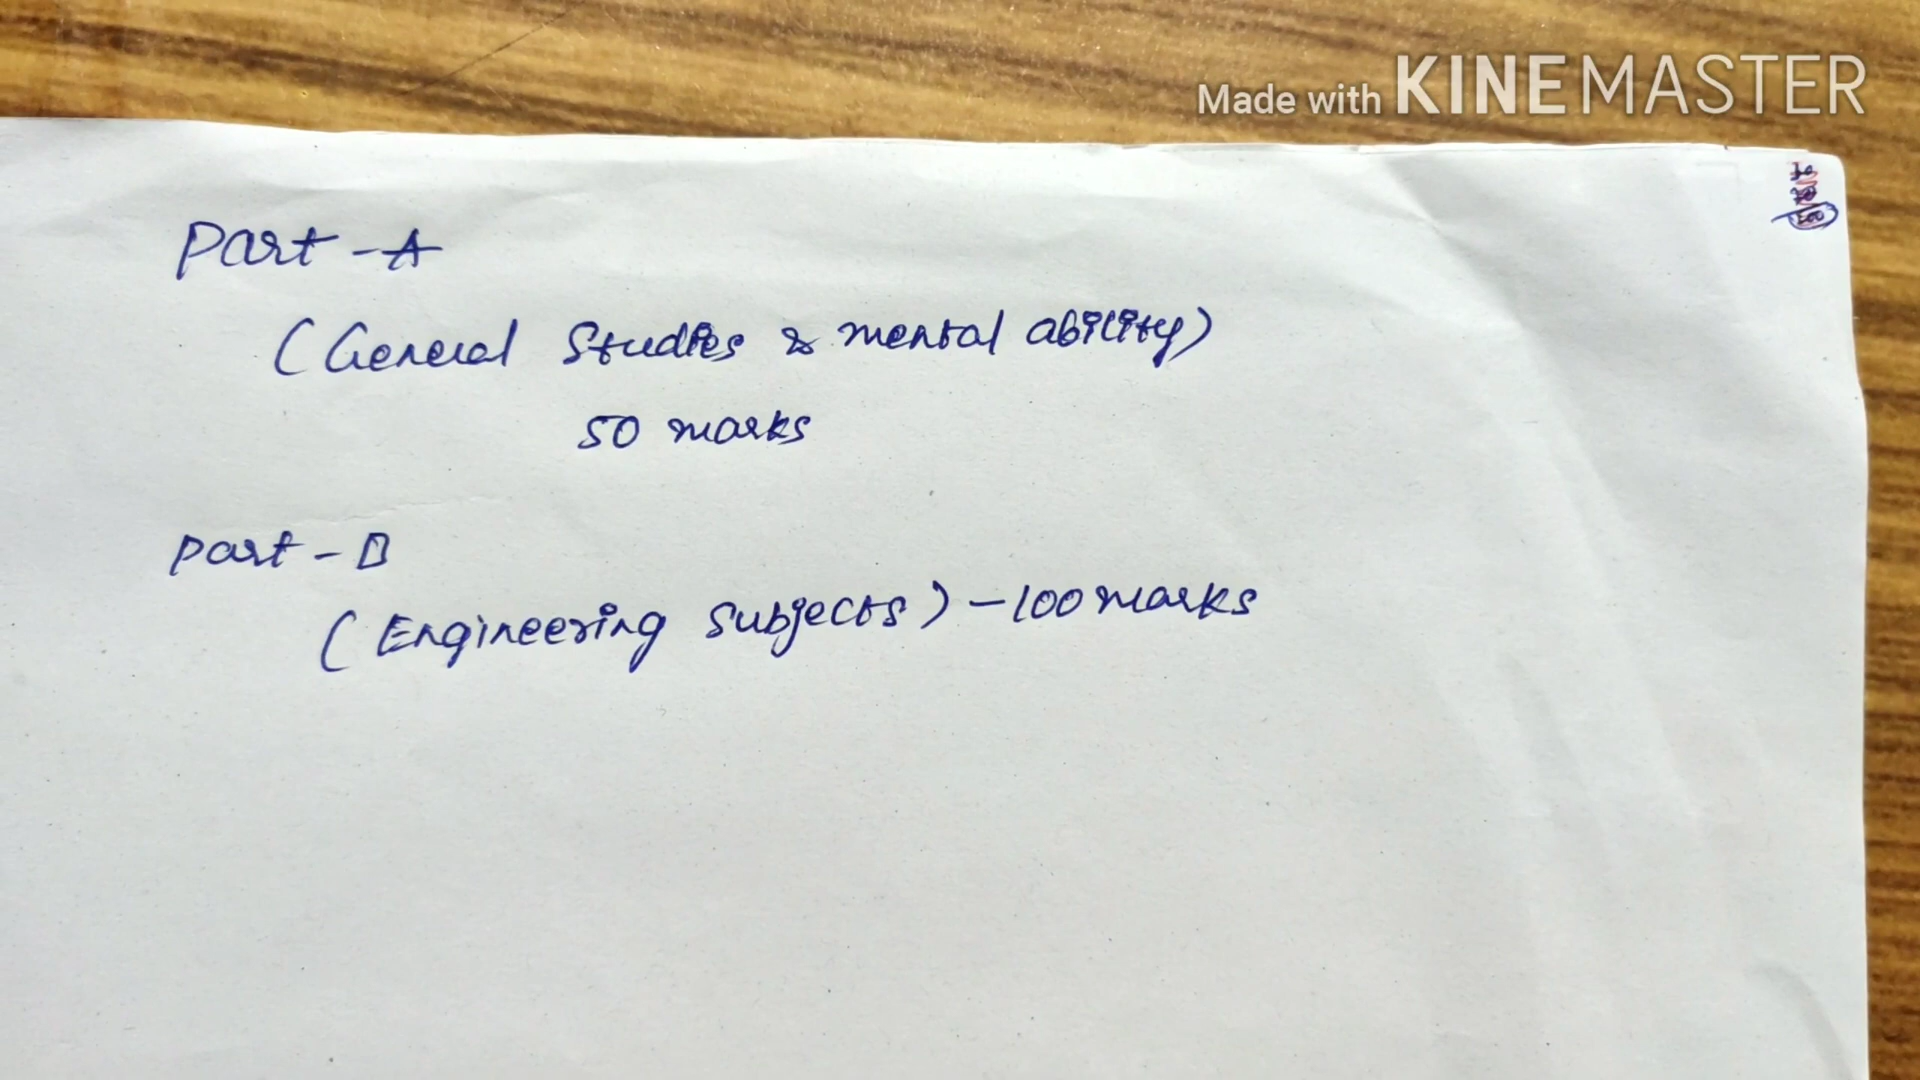 Made with KINEMASTER
Part - A
(General Studies & mental ability)
50 marks
Part - B
(Engineering Subjects) - 100 marks